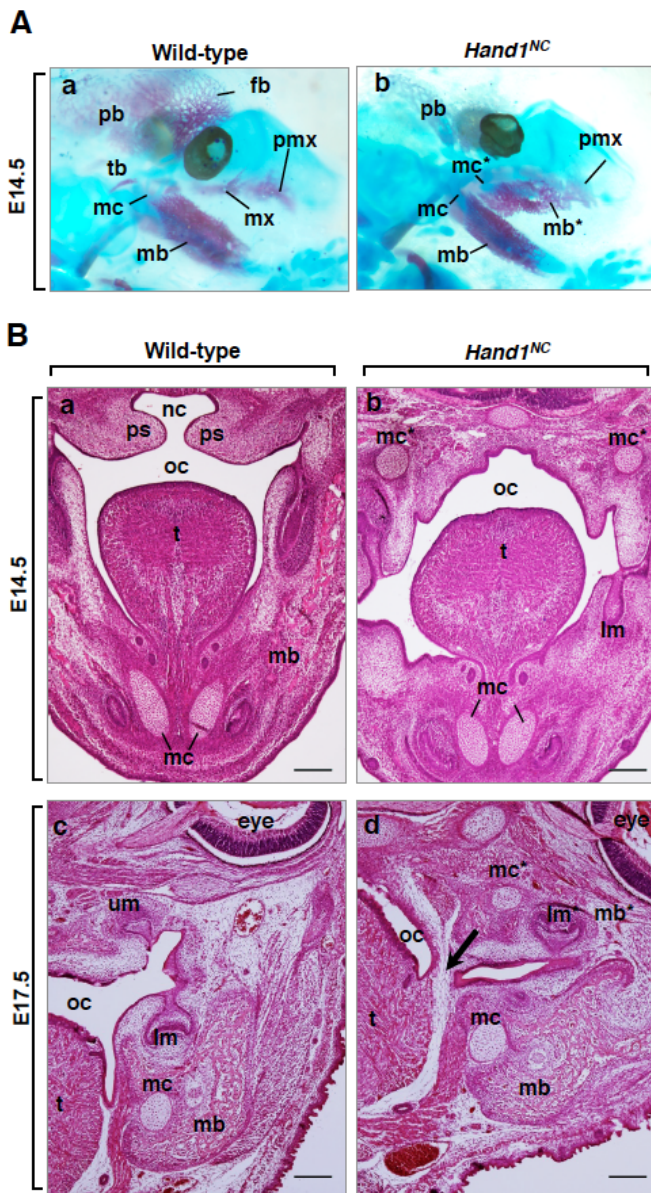 A
Wild-type
Hand1NC
E14.5
a
fb
pb
tb
pmx
mc
mx
mb
b
pb
pmx
mc*
mc
mb*
mb
B
Wild-type
Hand1NC
E14.5
a
nc
ps
ps
oc
t
mb
mc
b
mc*
mc*
oc
t
lm
mc
E17.5
c
eye
um
oc
lm
mc
t
mb
d
eye
mc*
lm*
mb*
oc
t
mc
mb